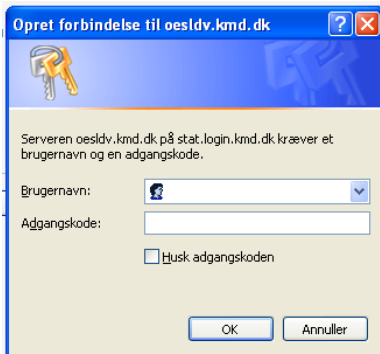 Opret forbindelse til oesldv.kmd.dk
Serveren oesldv.kmd.dk på stat.login.kmd.dk kræver et
brugernavn og en adgangskode.
Brugernavn:
Adgangskode:
Husk adgangskoden
OK Annuller